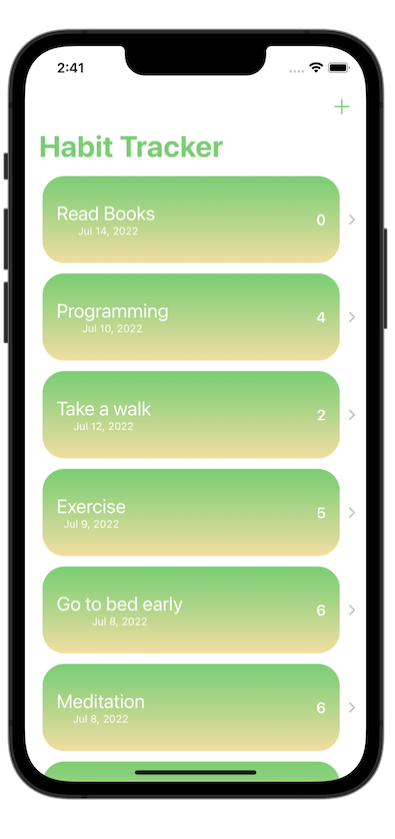 2:41
Habit Tracker
Read Books
Jul 14, 2022
0
Programming
Jul 10, 2022
4
Take a walk
Jul 12, 2022
2
Exercise
Jul 9, 2022
5
Go to bed early
Jul 8, 2022
6
Meditation
Jul 8, 2022
6